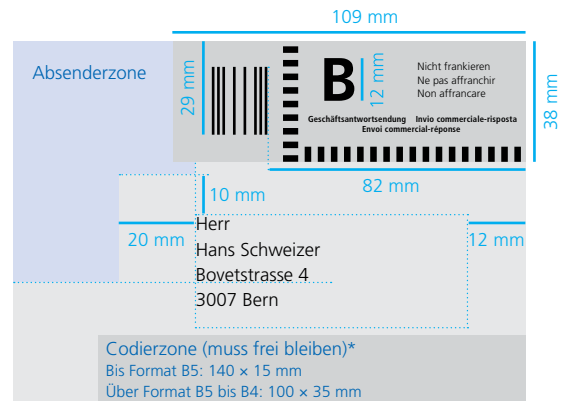 109 mm
Absenderzone
29 mm
B
12 mm
Nicht frankieren
Ne pas affranchir
Non affrancare
38 mm
Geschäftsantwortsendung Invio commerciale-risposta
Envoi commercial-réponse
82 mm
10 mm
20 mm
12 mm
Herr
Hans Schweizer
Bovetstrasse 4
3007 Bern
Codierzone (muss frei bleiben)*
Bis Format B5: 140 × 15 mm
Über Format B5 bis B4: 100 × 35 mm